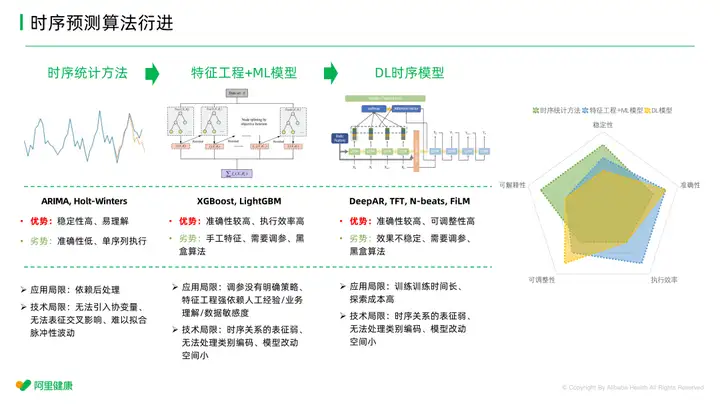 时序预测算法衍进
时序统计方法
特征工程+ML模型
DL时序模型
ARIMA, Holt-Winters
• 优势：稳定性高、易理解
• 劣势：准确性低、单序列执行
➢ 应用局限：依赖后处理
➢ 技术局限：无法引入协变量、
无法表征交叉影响、难以拟合
脉冲性波动
XGBoost, LightGBM
• 优势：准确性较高、执行效率高
• 劣势：手工特征、需要调参、黑
盒算法
➢ 应用局限：调参没有明确策略、
特征工程强依赖人工经验/业务
理解/数据敏感度
➢ 技术局限：时序关系的表征弱、
无法处理类别编码、模型改动
空间小
DeepAR, TFT, N-beats, FiLM
• 优势：准确性较高、可调整性高
• 劣势：效果不稳定、需要调参、
黑盒算法
➢ 应用局限：训练训练时间长、
探索成本高
➢ 技术局限：时序关系的表征弱、
无法处理类别编码、模型改动
空间小
时序统计方法 特征工程+ML模型 DL模型
稳定性
准确性
执行效率
可调整性
可解释性
阿里健康
© Copyright By Alibaba Health All Rights Reserved